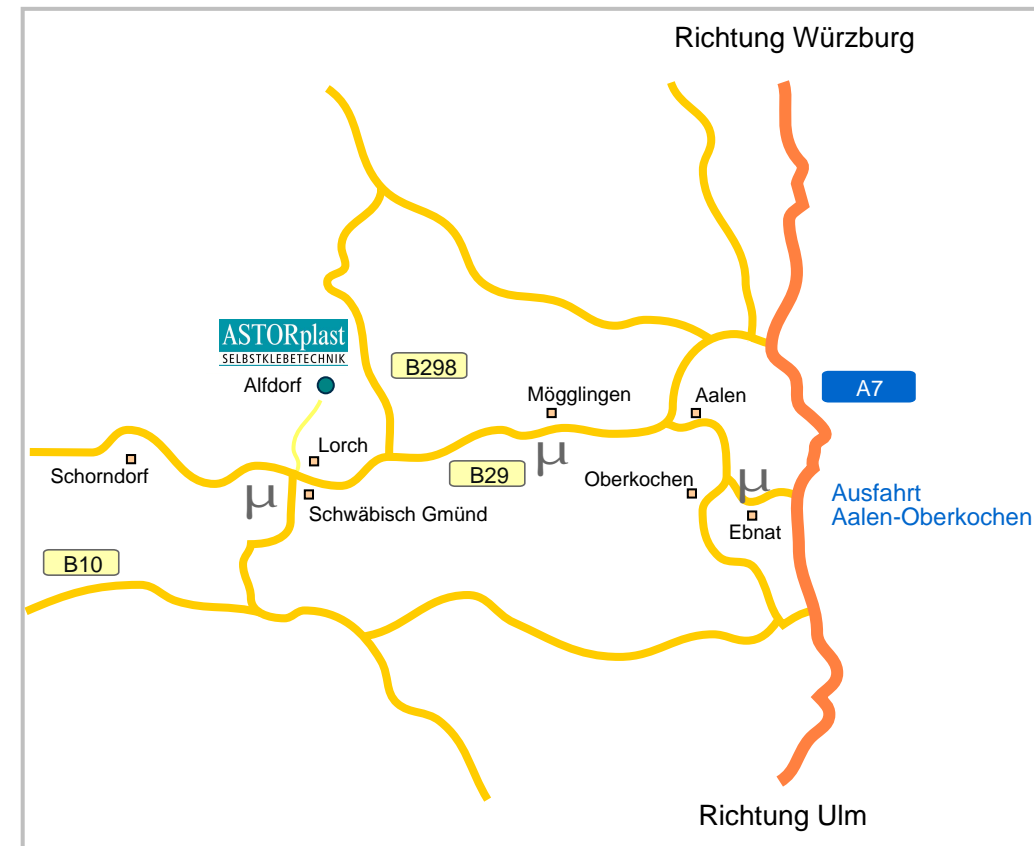 Richtung Würzburg
ASTORplast
SELBSTKLEBETECHNIK
Alfdorf
B298
A7
Mögglingen
Aalen
Lorch
µ
B29
Schorndorf
Oberkochen
µ
µ
Ausfahrt
Aalen-Oberkochen
Schwäbisch Gmünd
Ebnat
B10
Richtung Ulm